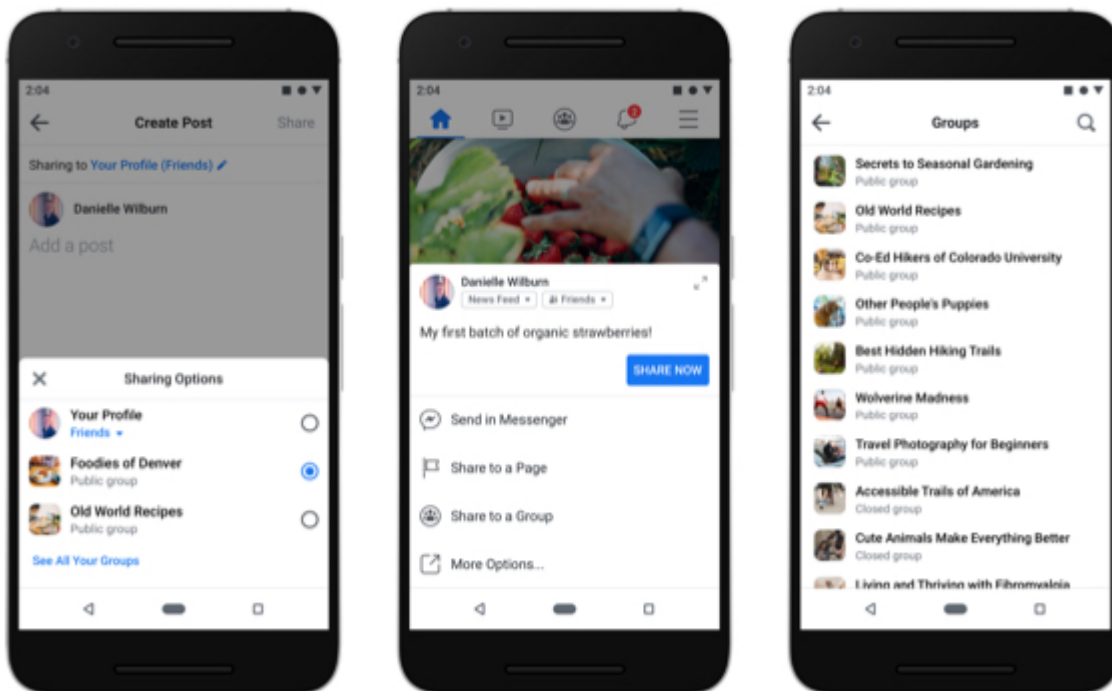 2:04
Create Post
Share
Sharing to Your Profile (Friends)
Danielle Wilburn
Add a post
Sharing Options
Your Profile
Friends
Foodies of Denver
Public group
Old World Recipes
Public group
See All Your Groups
2:04
2
Danielle Wilburn
News Feed Friends
My first batch of organic strawberries!
SHARE NOW
Send in Messenger
Share to a Page
Share to a Group
More Options...
2:04
Groups
Secrets to Seasonal Gardening
Public group
Old World Recipes
Public group
Co-Ed Hikers of Colorado University
Public group
Other People's Puppies
Public group
Best Hidden Hiking Trails
Public group
Wolverine Madness
Public group
Travel Photography for Beginners
Public group
Accessible Trails of America
Closed group
Cute Animals Make Everything Better
Closed group
Living and Thriving with Fibromyalgia